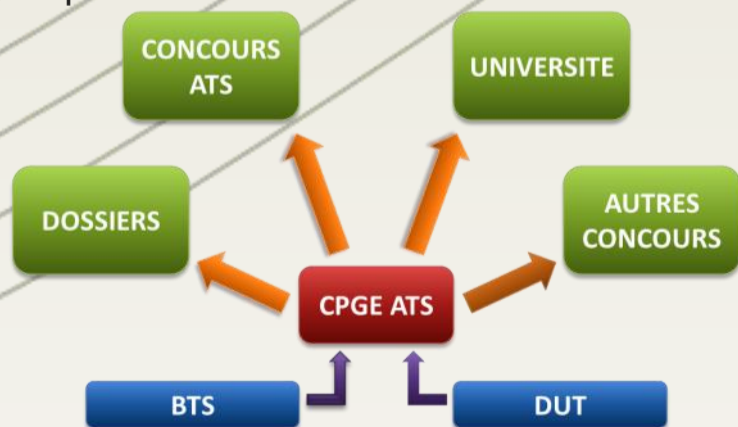 CONCOURS
ATS
UNIVERSITE
DOSSIERS
AUTRES
CONCOURS
CPGE ATS
BTS
DUT